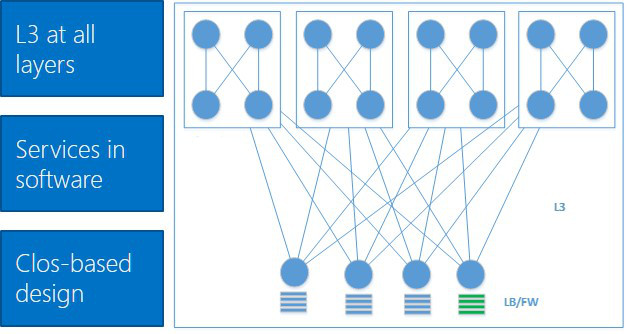 L3 at all
layers
Services in
software
Clos-based
design
L3
LB/FW